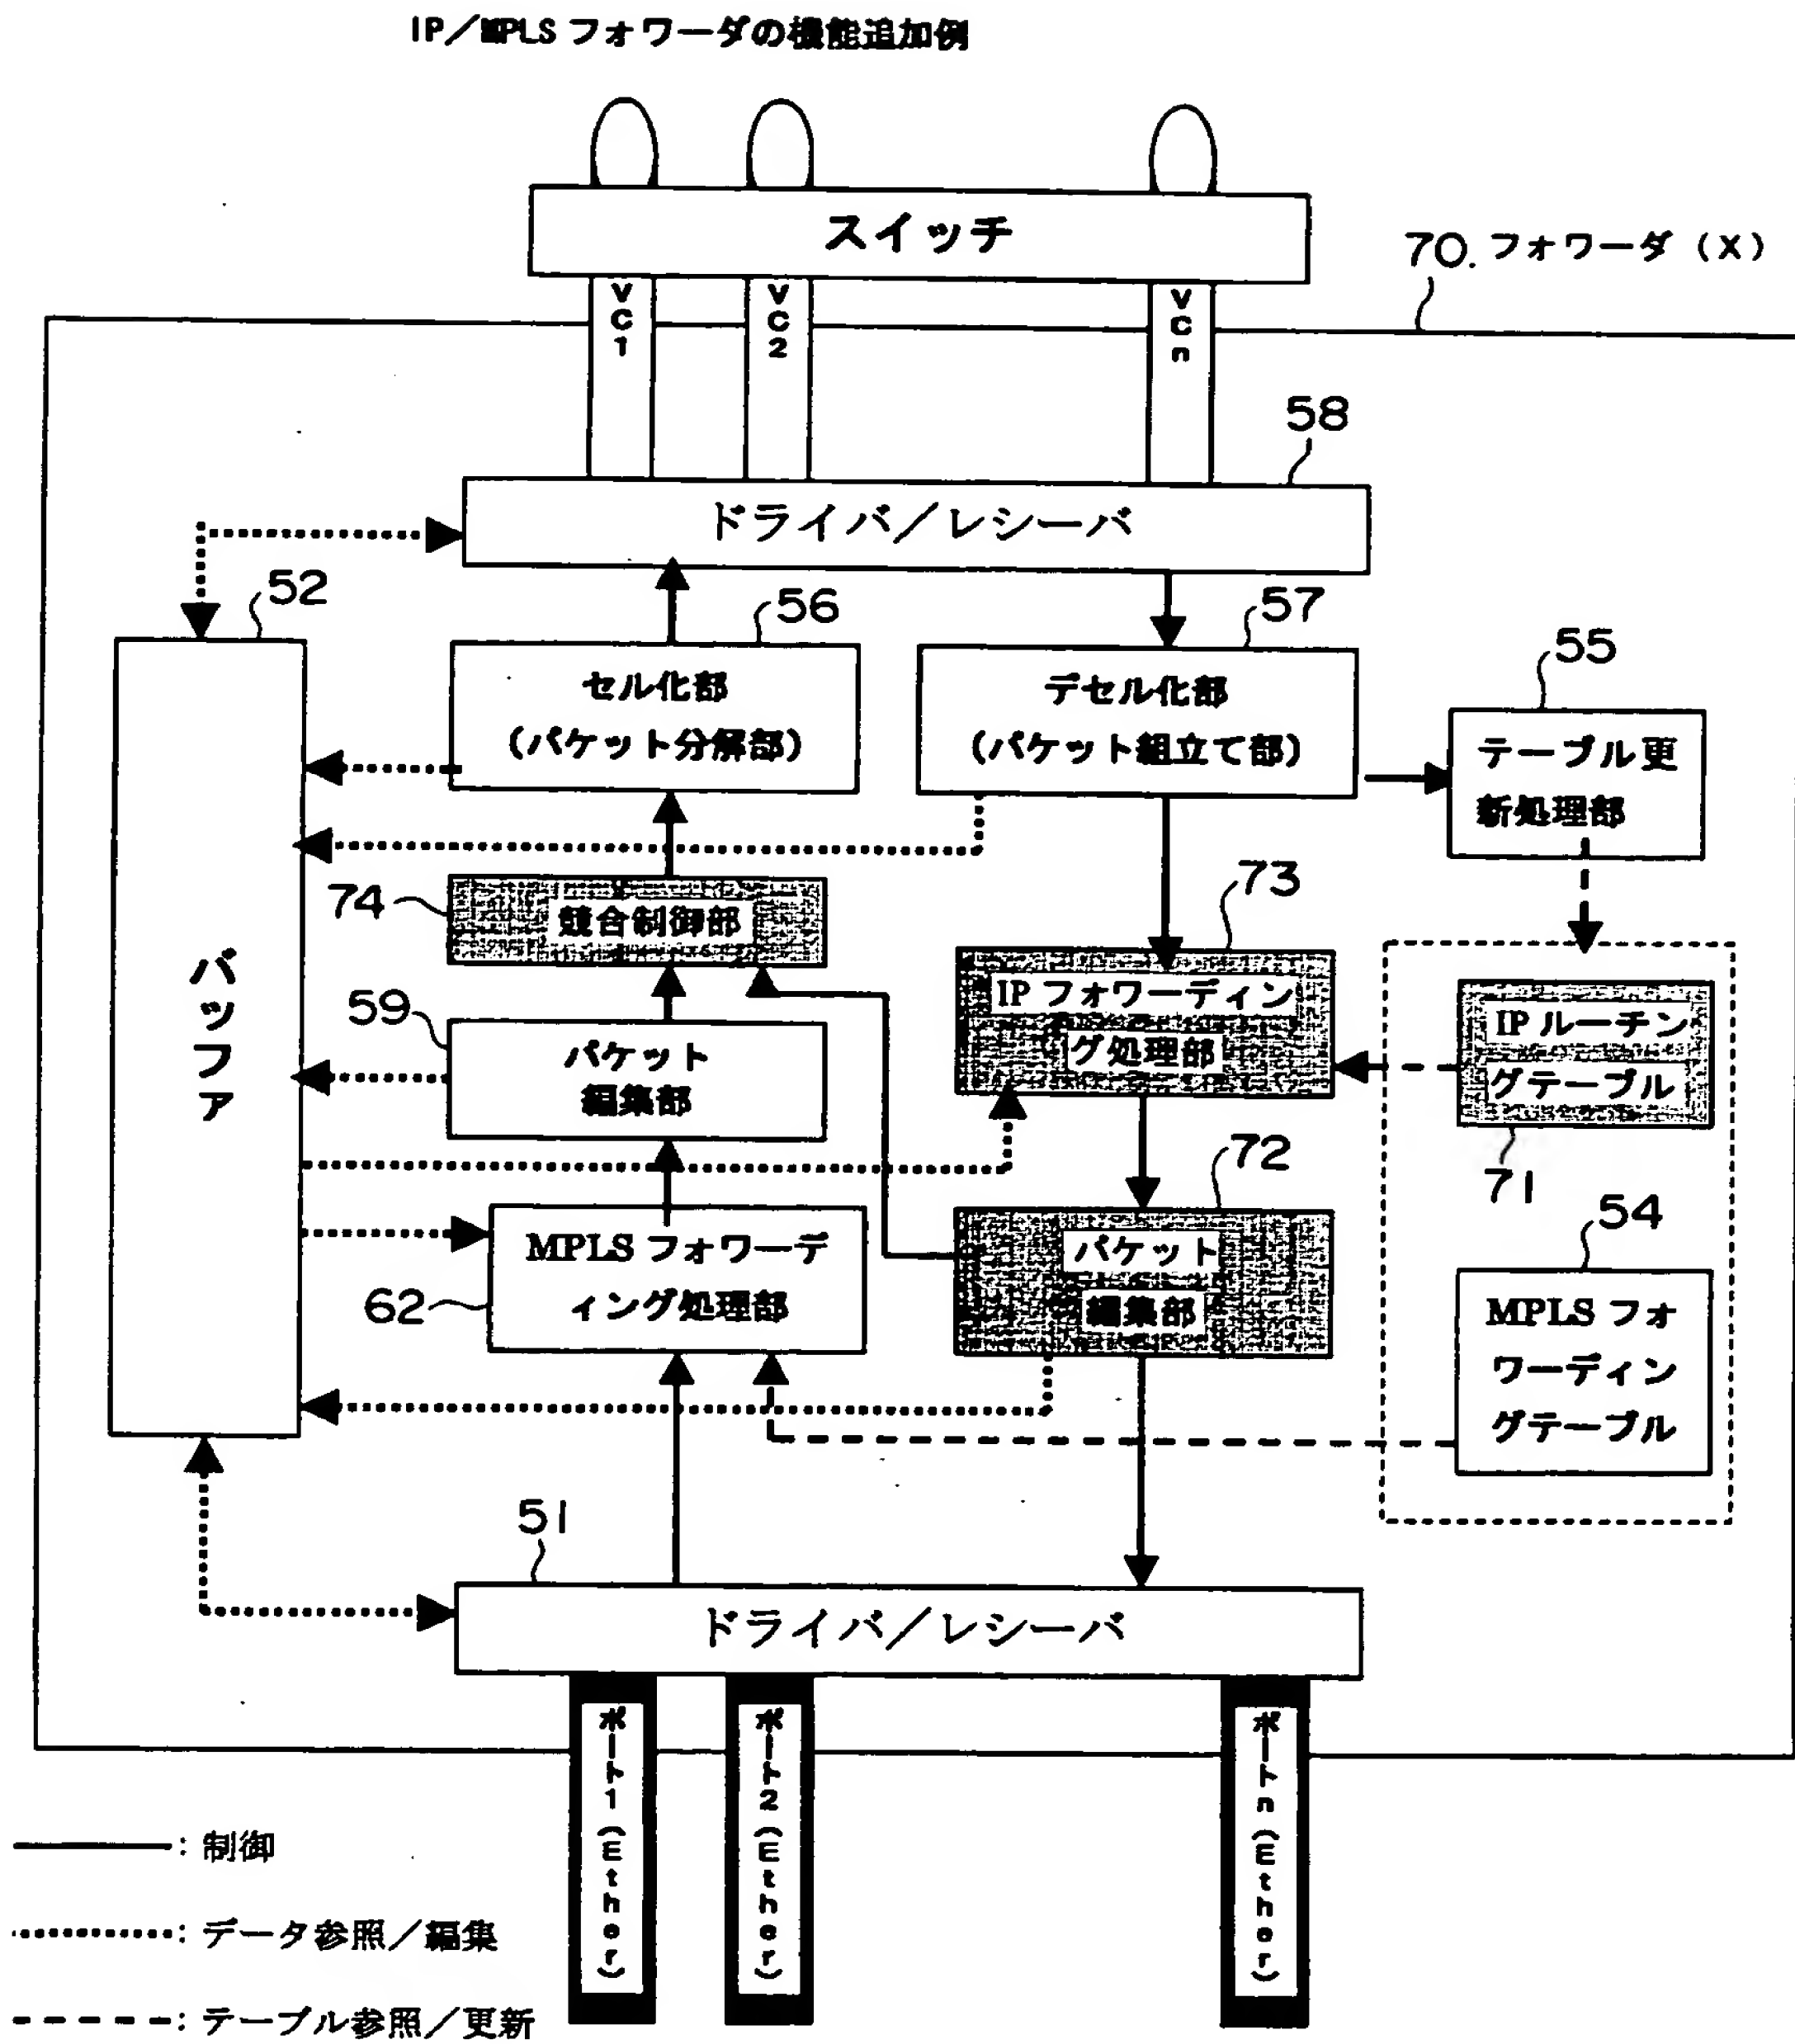 IP／MPLS フォワーダの機能追加例
スイッチ
70. フォワーダ（X）
VC1
VC2
VCn
58
ドライバ／レシーバ
52
56
57
55
セル化部
（パケット分解部）
デセル化部
（パケット組立て部）
テーブル更
新処理部
74
競合制御部
73
バッファ
IP フォワーディン
グ処理部
IP ルーチン
グテーブル
71
59
パケット
編集部
72
パケット
編集部
54
MPLS フォワーデ
ィング処理部
62
MPLS フォ
ワーディン
グテーブル
51
ドライバ／レシーバ
ポート1（Ether）
ポート2（Ether）
ポートn（Ether）
：制御
：データ参照／編集
：テーブル参照／更新